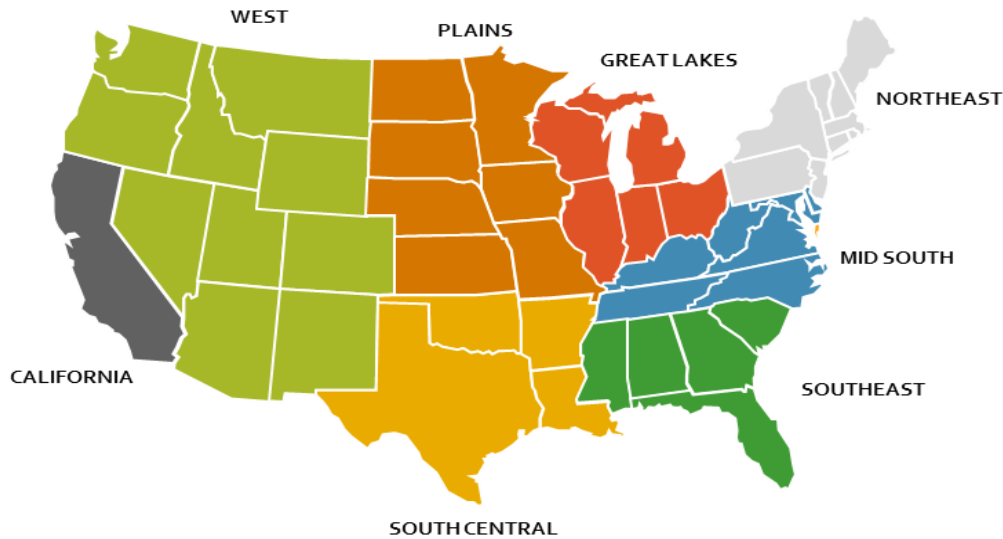 WEST
PLAINS
GREAT LAKES
NORTHEAST
MID SOUTH
CALIFORNIA
SOUTHEAST
SOUTH CENTRAL